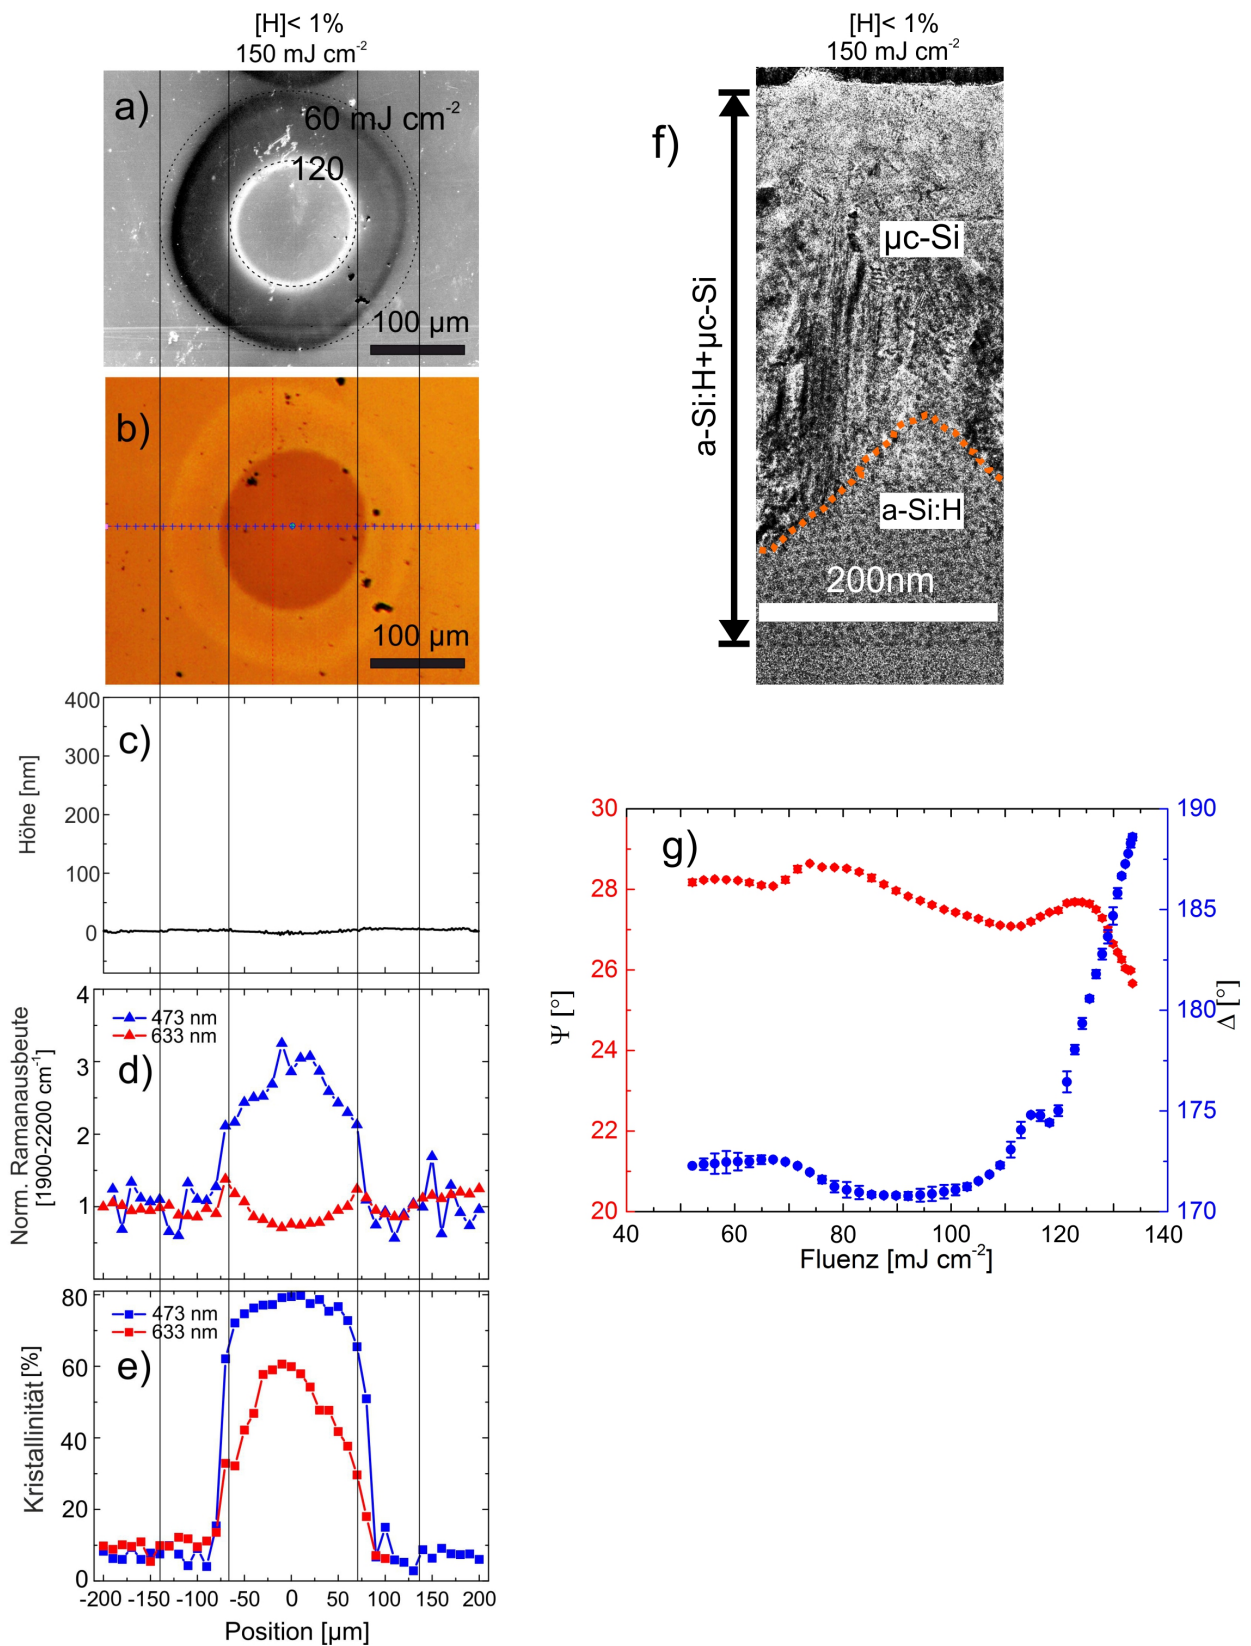 [H]< 1%
150 mJ cm⁻²
a)
60 mJ cm⁻²
120
100 µm
b)
100 µm
400
300
200
100
0
Höhe [nm]
c)
4
3
2
1
Norm. Ramanausbeute
[1900-2200 cm⁻¹]
473 nm
633 nm
d)
80
60
40
20
0
Kristallinität [%]
473 nm
633 nm
e)
-200 -150 -100 -50 0 50 100 150 200
Position [µm]
[H]< 1%
150 mJ cm⁻²
f)
a-Si:H+µc-Si
µc-Si
a-Si:H
200nm
30
28
26
24
22
20
Ψ [°]
g)
190
185
180
175
170
Δ [°]
40 60 80 100 120 140
Fluenz [mJ cm⁻²]